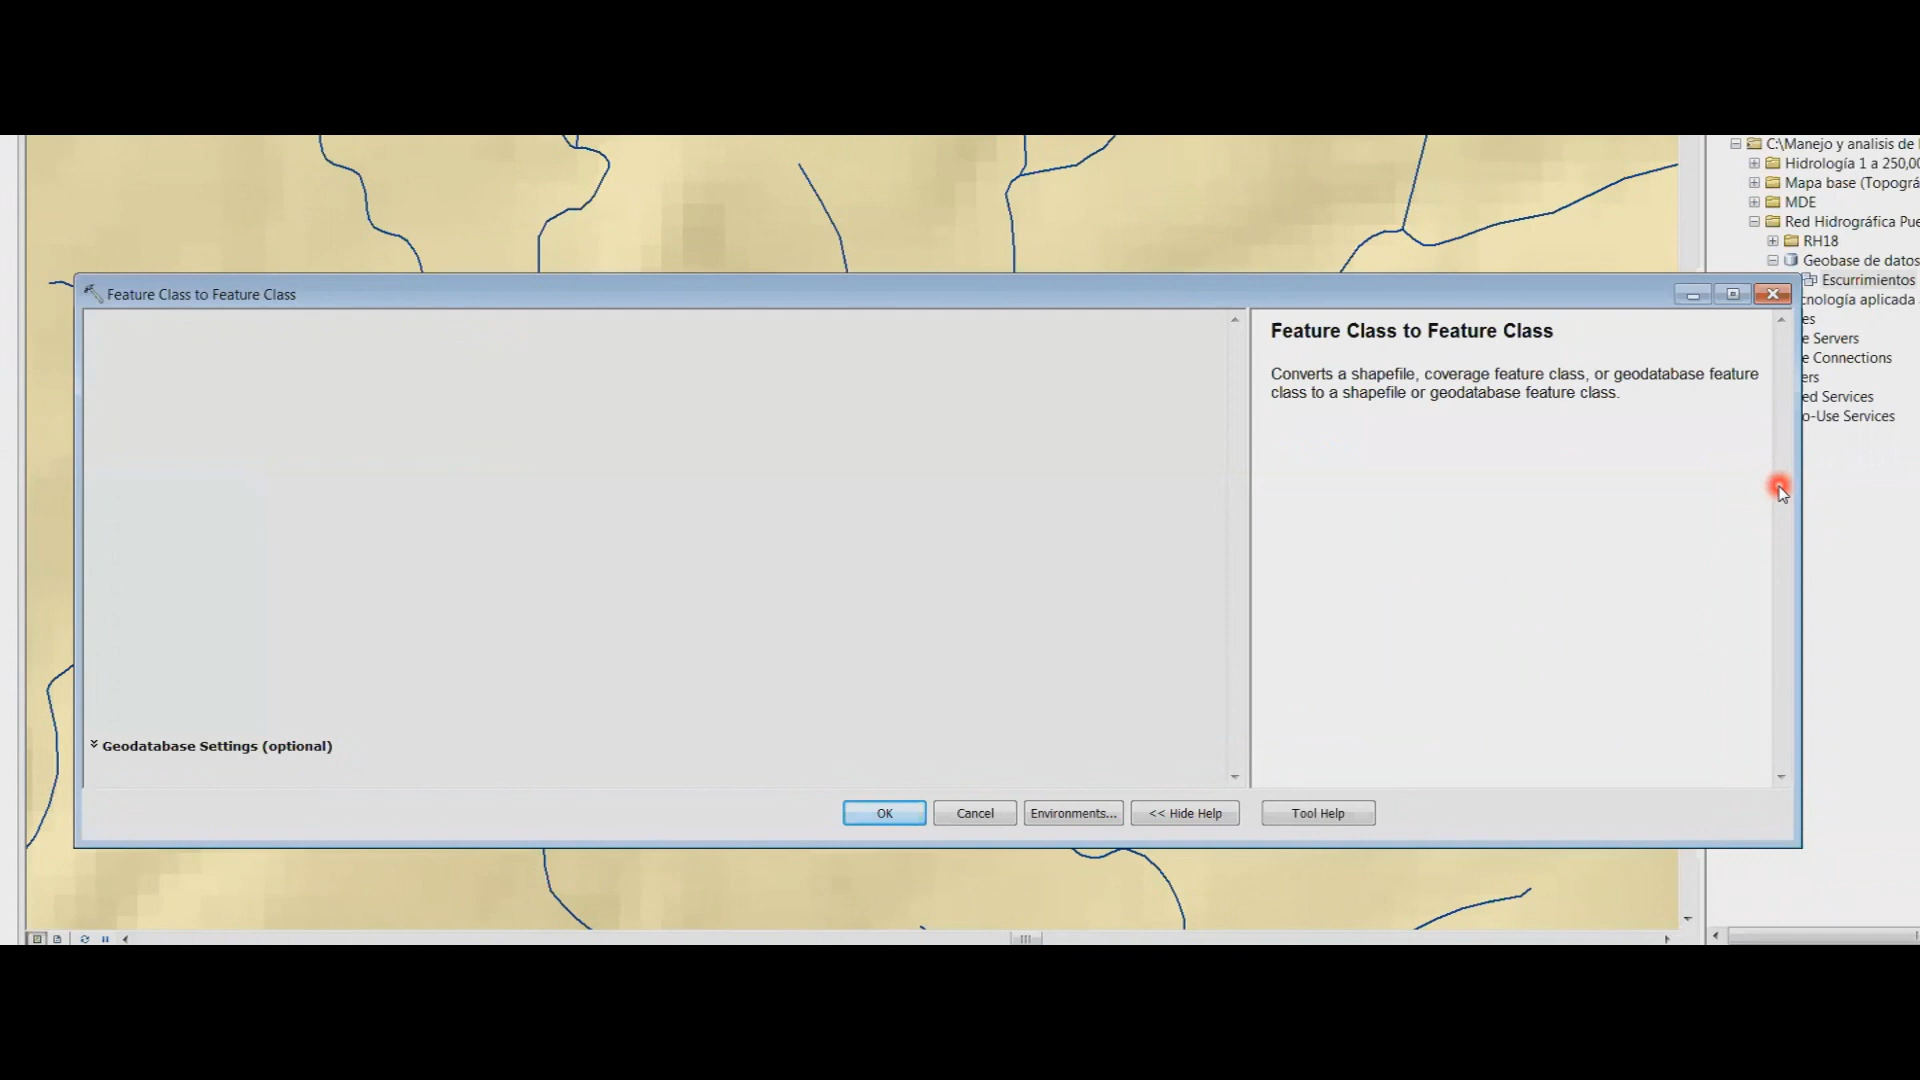 C:\Manejo y analisis de
Hidrología 1 a 250,00
Mapa base (Topográ
MDE
Red Hidrográfica Pue
RH18
Geobase de datos
Escurrimientos
cnología aplicada
es
e Servers
e Connections
ers
ed Services
o-Use Services
Feature Class to Feature Class
Feature Class to Feature Class
Converts a shapefile, coverage feature class, or geodatabase feature
class to a shapefile or geodatabase feature class.
Geodatabase Settings (optional)
OK
Cancel
Environments...
<< Hide Help
Tool Help